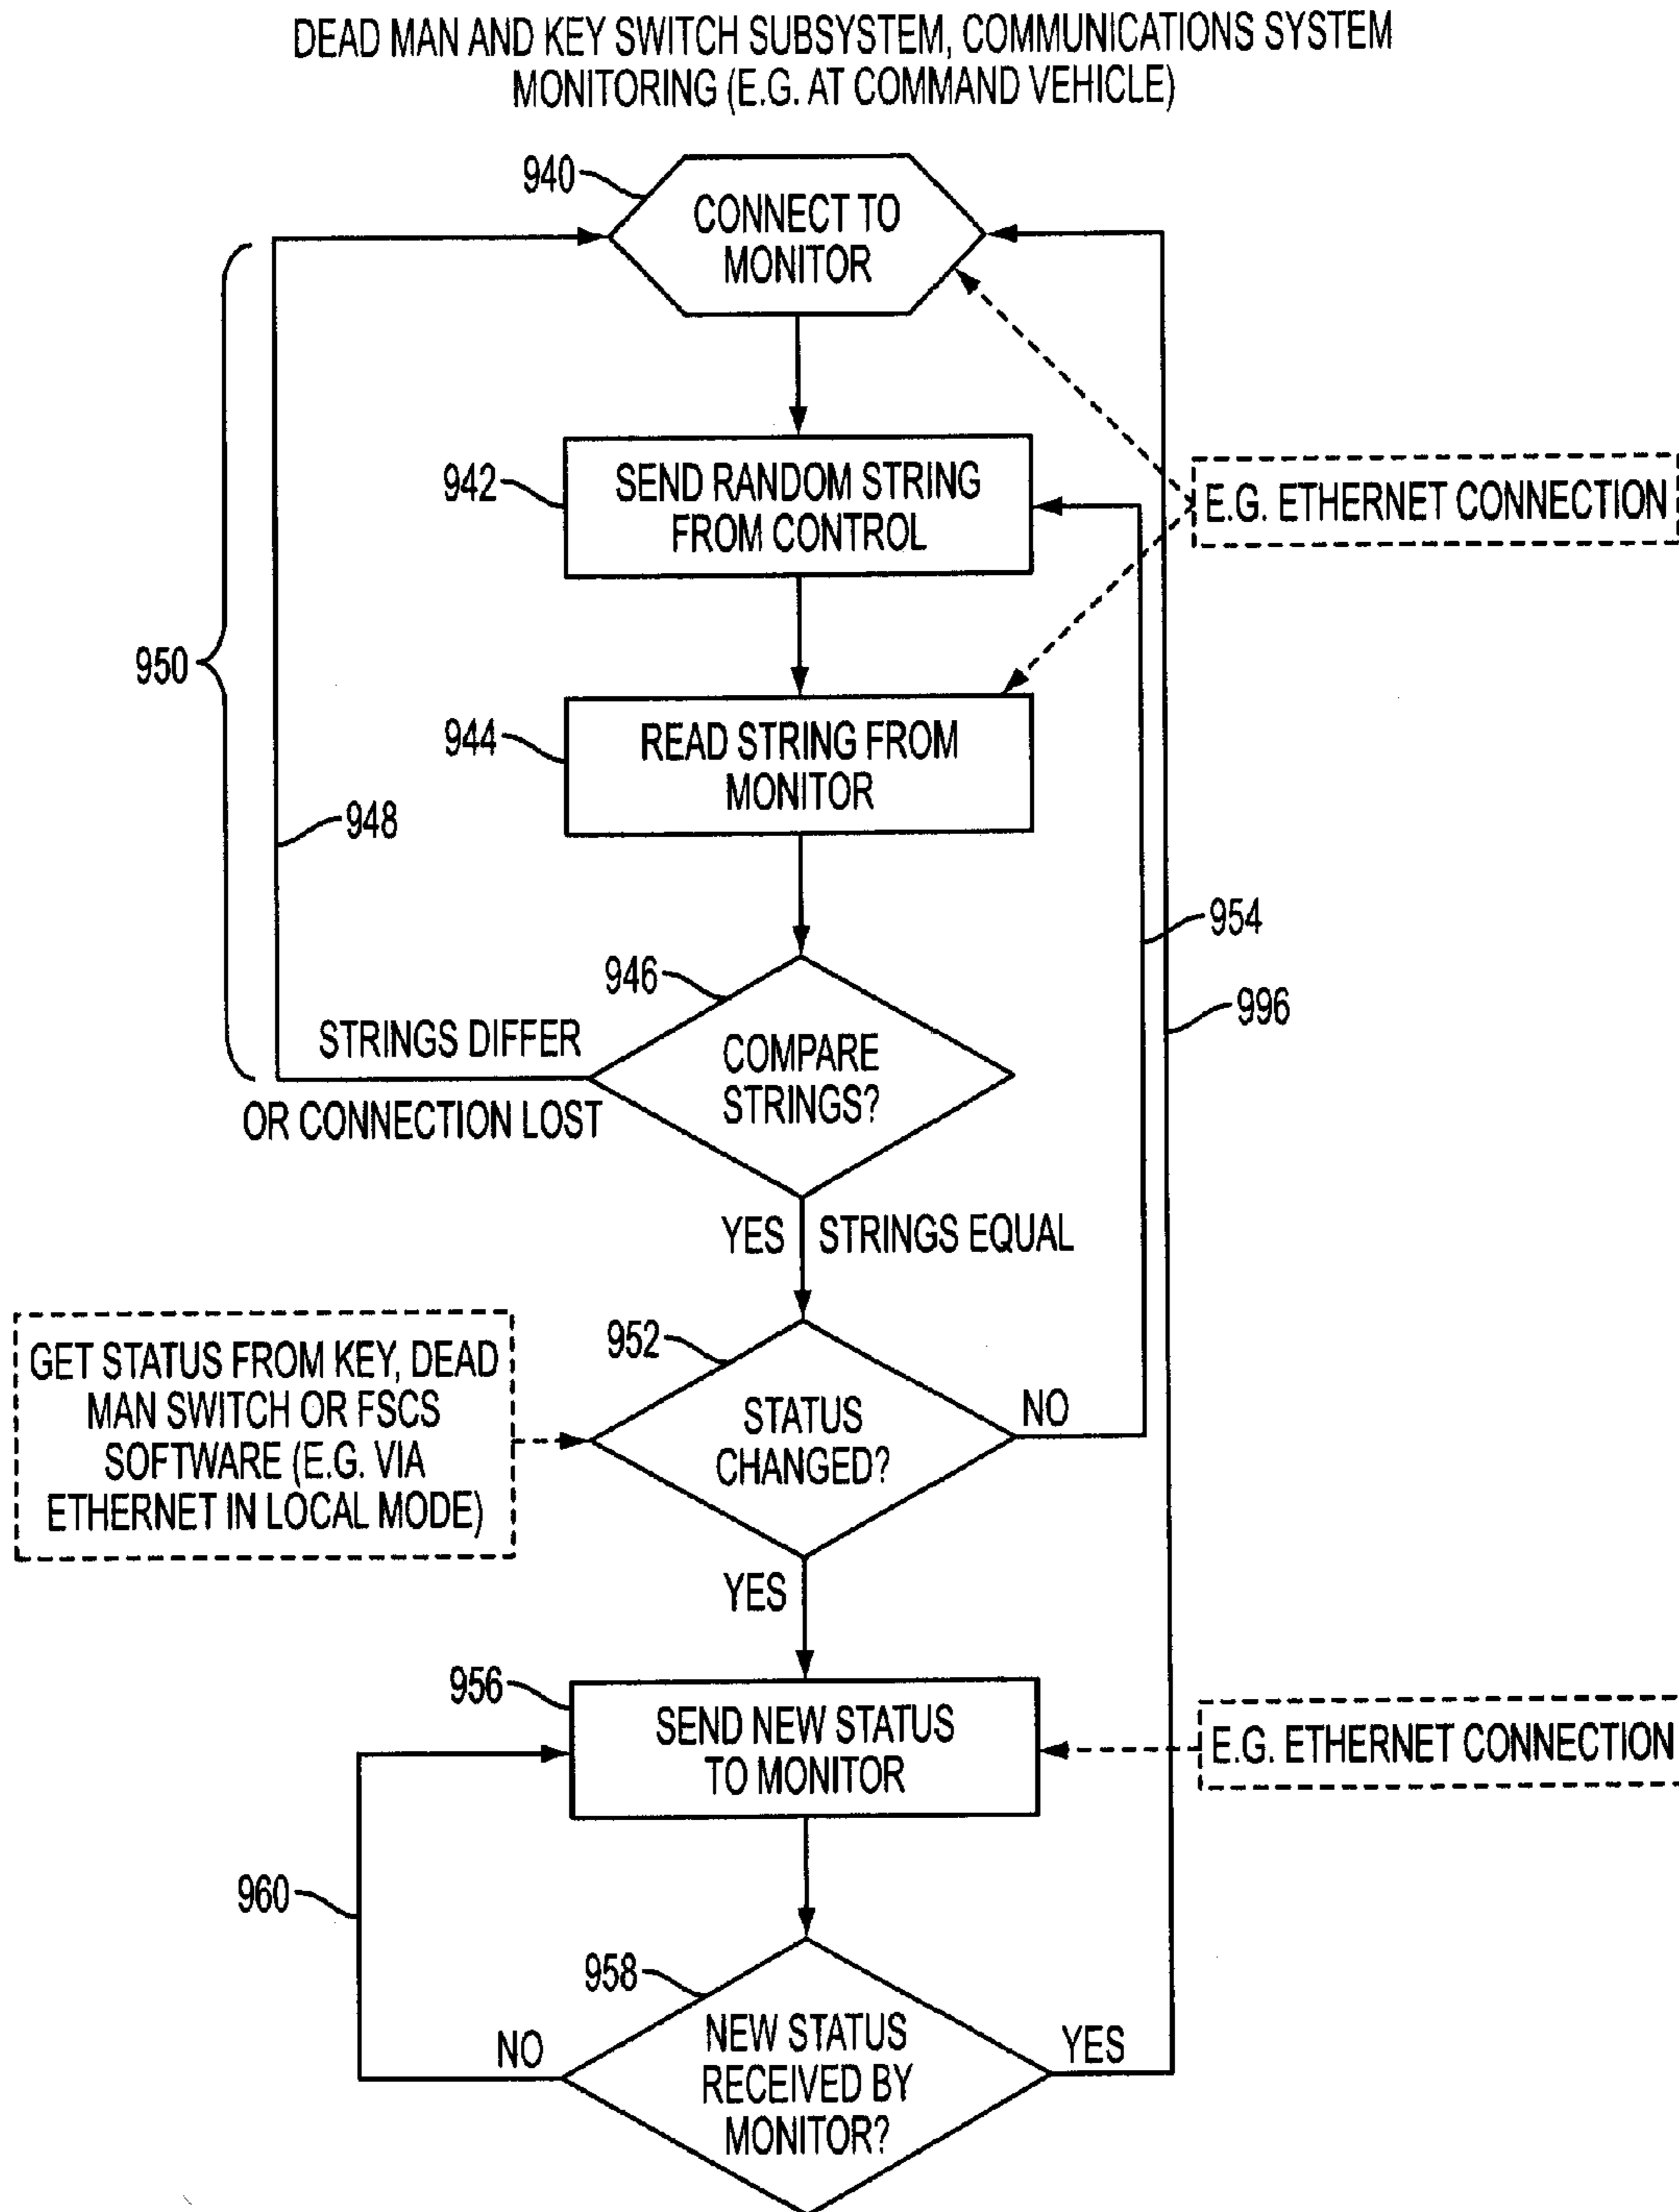 DEAD MAN AND KEY SWITCH SUBSYSTEM, COMMUNICATIONS SYSTEM
MONITORING (E.G. AT COMMAND VEHICLE)
940
CONNECT TO
MONITOR
942
SEND RANDOM STRING
FROM CONTROL
E.G. ETHERNET CONNECTION
950
944
READ STRING FROM
MONITOR
948
954
946
996
STRINGS DIFFER
OR CONNECTION LOST
COMPARE
STRINGS?
YES
STRINGS EQUAL
GET STATUS FROM KEY, DEAD
MAN SWITCH OR FSCS
SOFTWARE (E.G. VIA
ETHERNET IN LOCAL MODE)
952
STATUS
CHANGED?
NO
YES
956
SEND NEW STATUS
TO MONITOR
E.G. ETHERNET CONNECTION
960
958
NO
NEW STATUS
RECEIVED BY
MONITOR?
YES